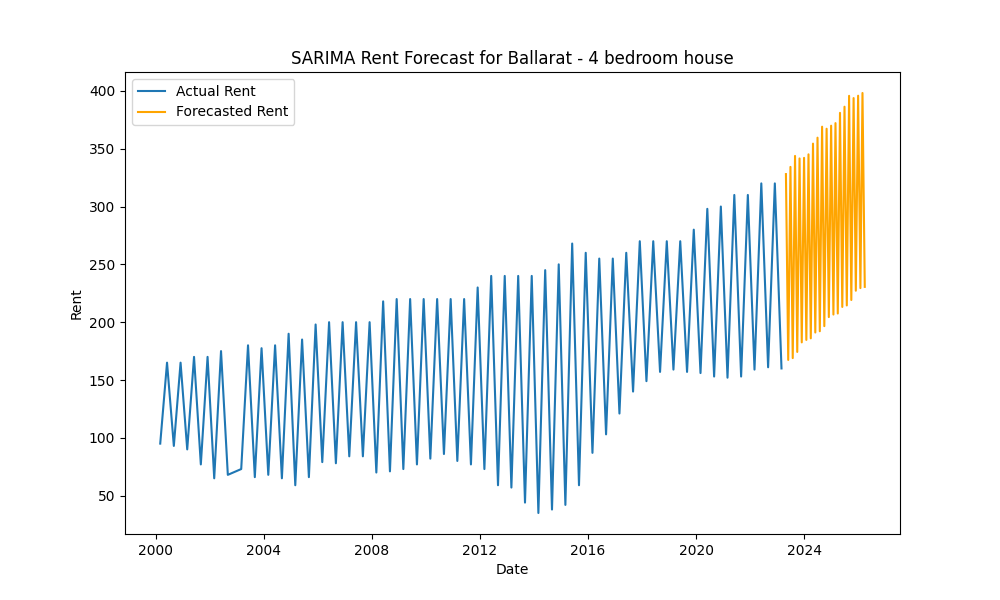 SARIMA Rent Forecast for Ballarat - 4 bedroom house
Actual Rent
Forecasted Rent
400
350
300
250
200
150
100
50
Rent
2000 2004 2008 2012 2016 2020 2024
Date